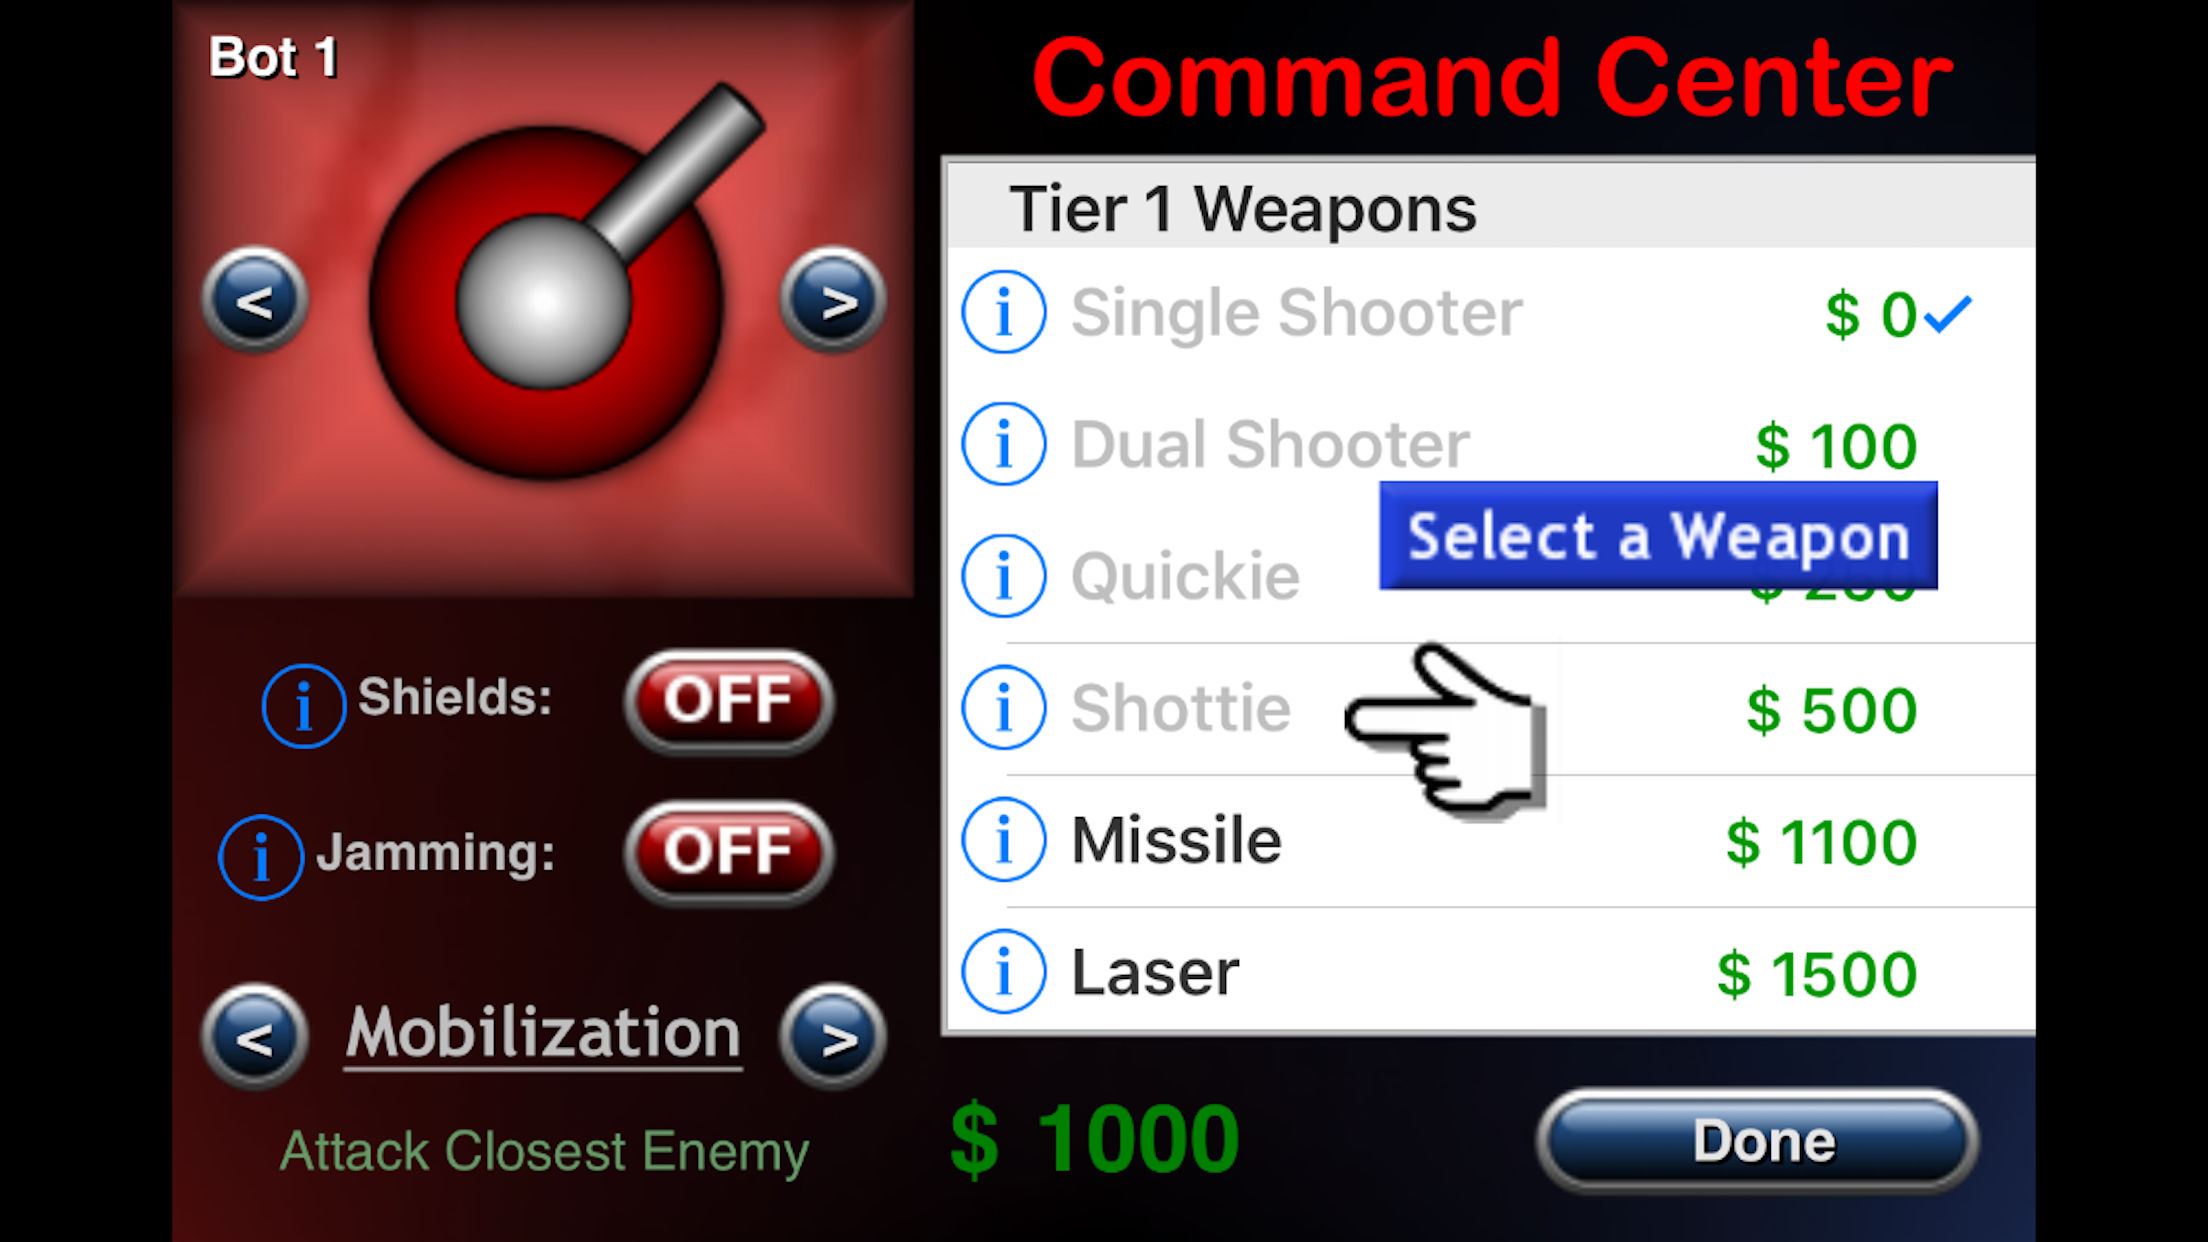 Bot 1
<
>
Shields:
OFF
Jamming:
OFF
<
Mobilization
>
Attack Closest Enemy
Command Center
Tier 1 Weapons
i Single Shooter $ 0
i Dual Shooter $ 100
Select a Weapon
i Quickie
i Shottie $ 500
i Missile $ 1100
i Laser $ 1500
$ 1000
Done